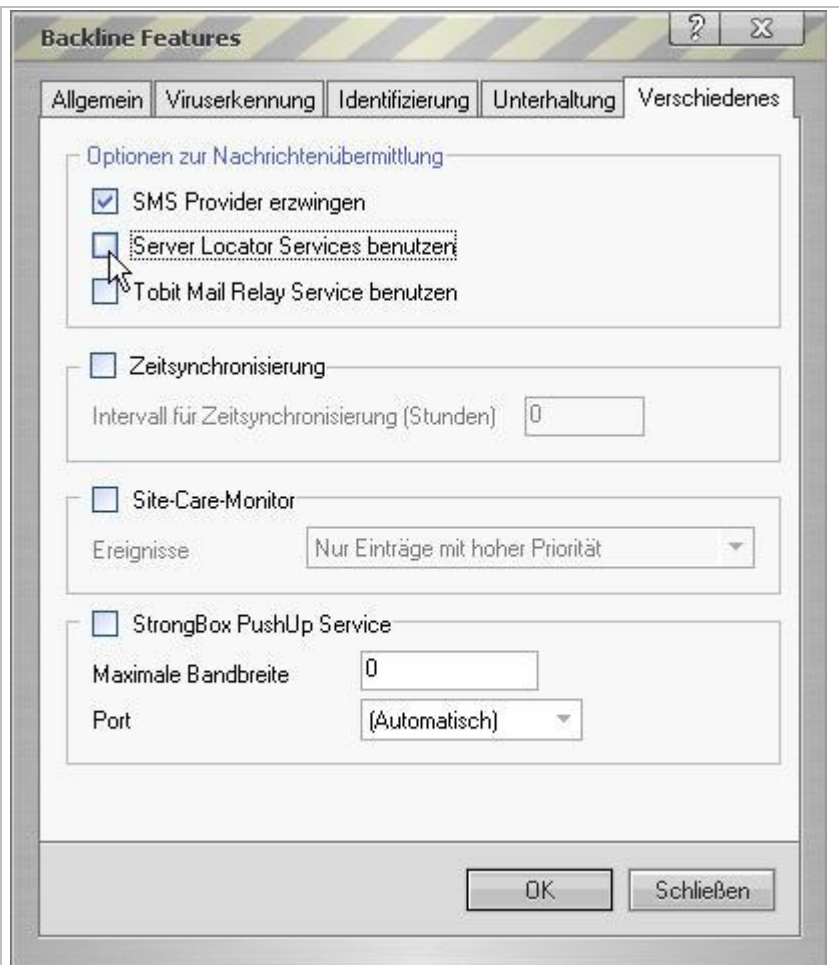 Backline Features
Allgemein Viruserkennung Identifizierung Unterhaltung Verschiedenes
Optionen zur Nachrichtenübermittlung
SMS Provider erzwingen
Server Locator Services benutzen
Tobit Mail Relay Service benutzen
Zeitsynchronisierung
Intervall für Zeitsynchronisierung (Stunden) 0
Site-Care-Monitor
Ereignisse Nur Einträge mit hoher Priorität
StrongBox PushUp Service
Maximale Bandbreite 0
Port (Automatisch)
OK Schließen